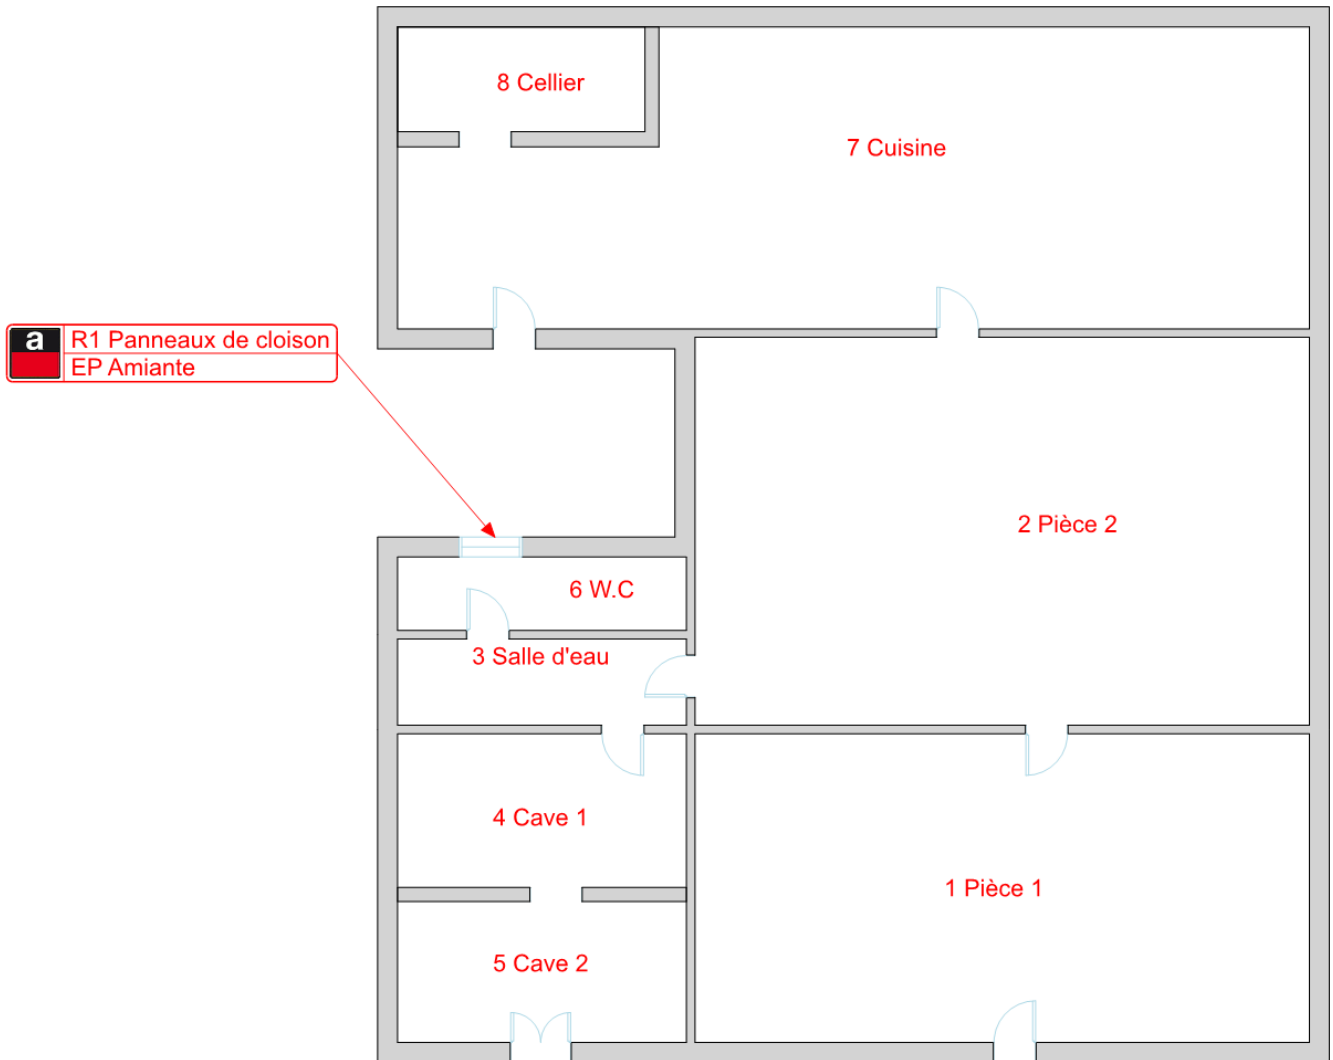 8 Cellier
7 Cuisine
a
R1 Panneaux de cloison
EP Amiante
2 Pièce 2
6 W.C
3 Salle d'eau
4 Cave 1
1 Pièce 1
5 Cave 2